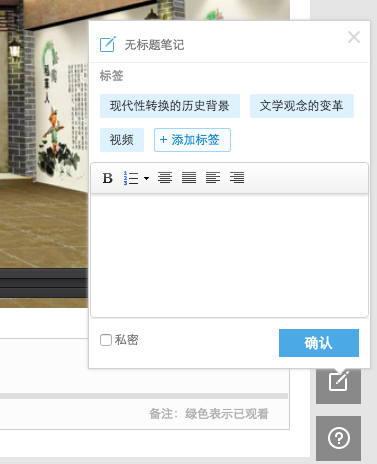 无标题笔记
标签
现代性转换的历史背景 文学观念的变革
视频 + 添加标签
B
私密 确认
备注：绿色表示已观看